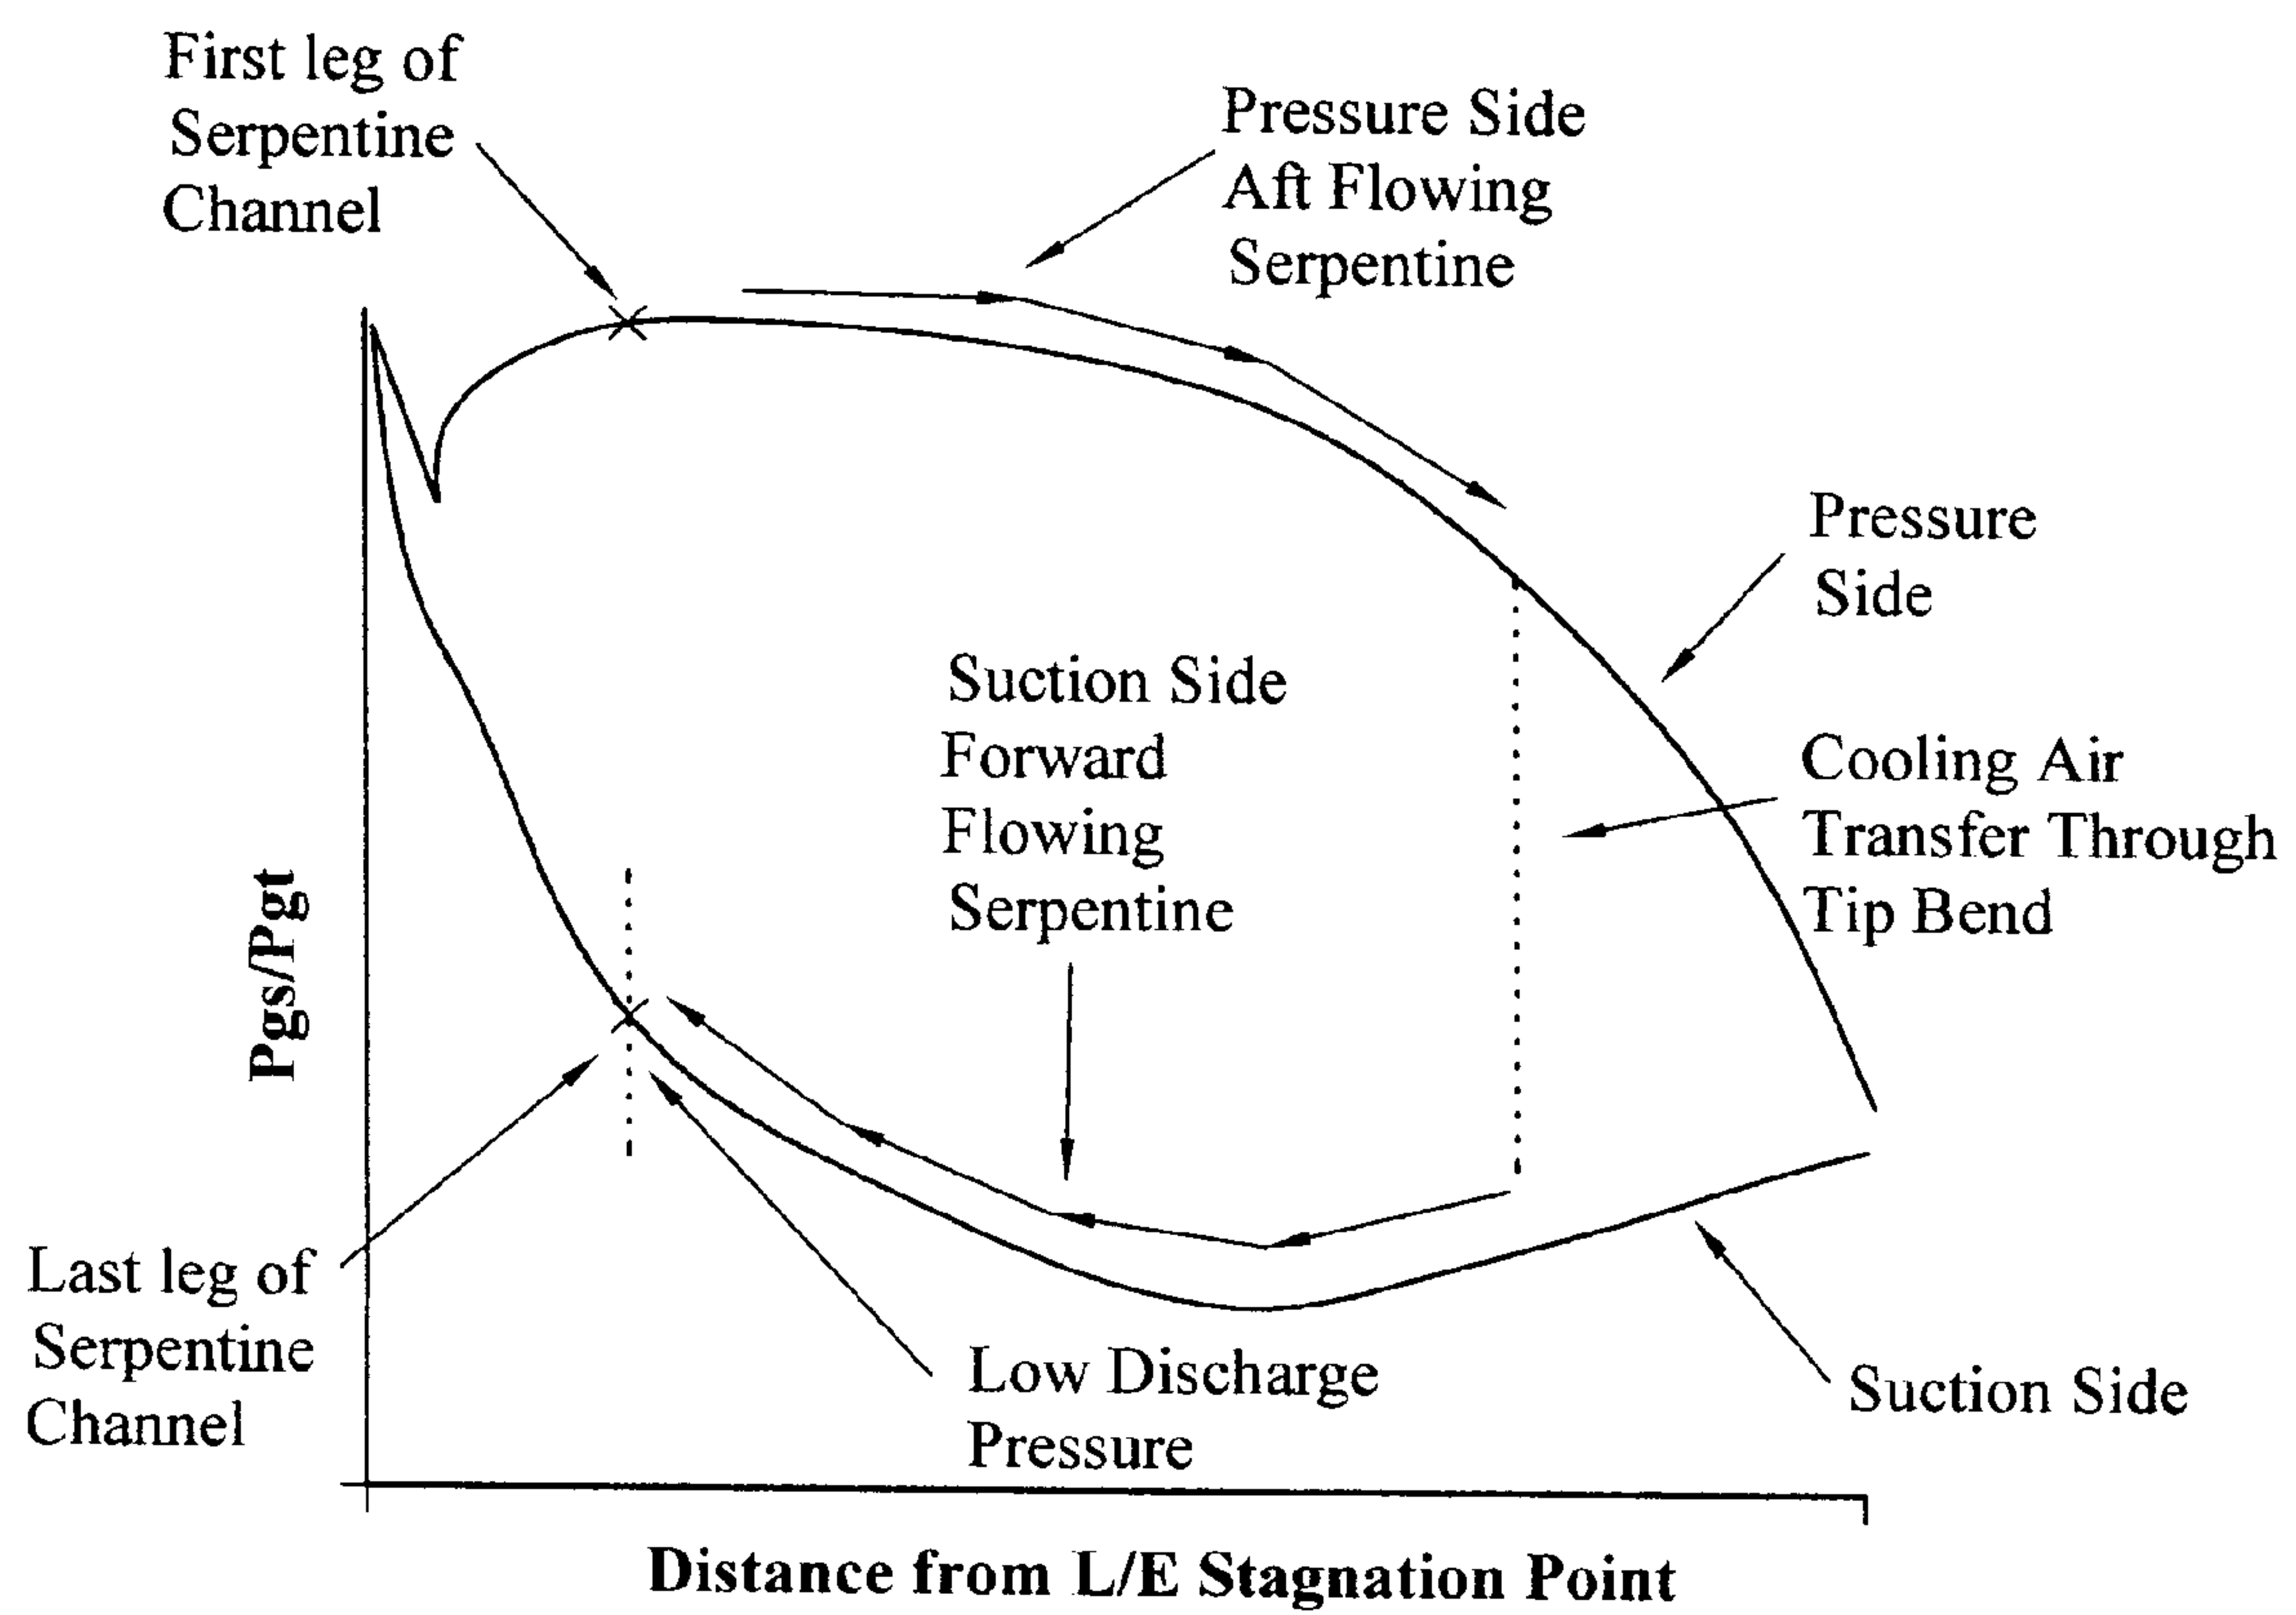 First leg of
Serpentine
Channel
Pressure Side
Aft Flowing
Serpentine
Pressure
Side
Suction Side
Forward
Flowing
Serpentine
Cooling Air
Transfer Through
Tip Bend
Pgs/Pgt
Last leg of
Serpentine
Channel
Low Discharge
Pressure
Suction Side
Distance from L/E Stagnation Point